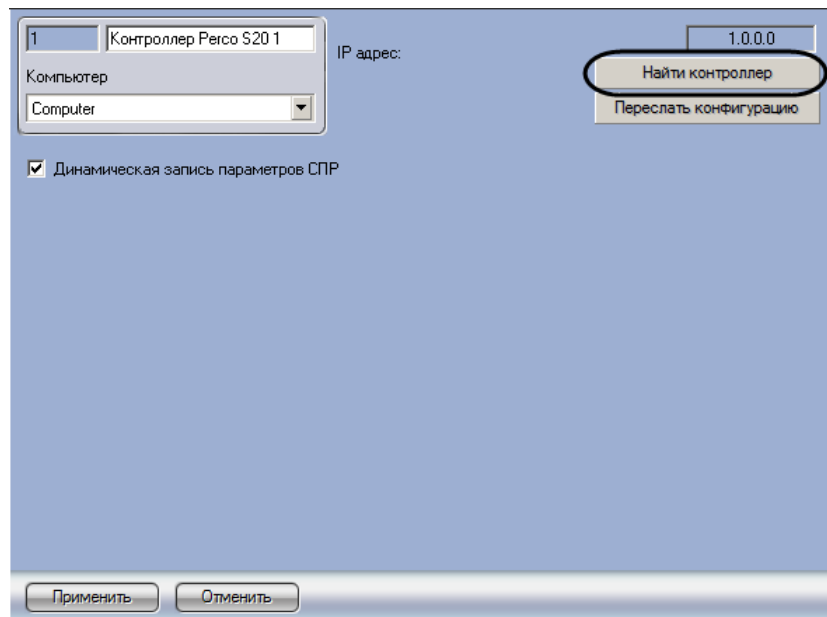 1
Контроллер Perco S20 1
IP адрес:
1.0.0.0
Компьютер
Найти контроллер
Computer
Переслать конфигурацию
Динамическая запись параметров СПР
Применить
Отменить